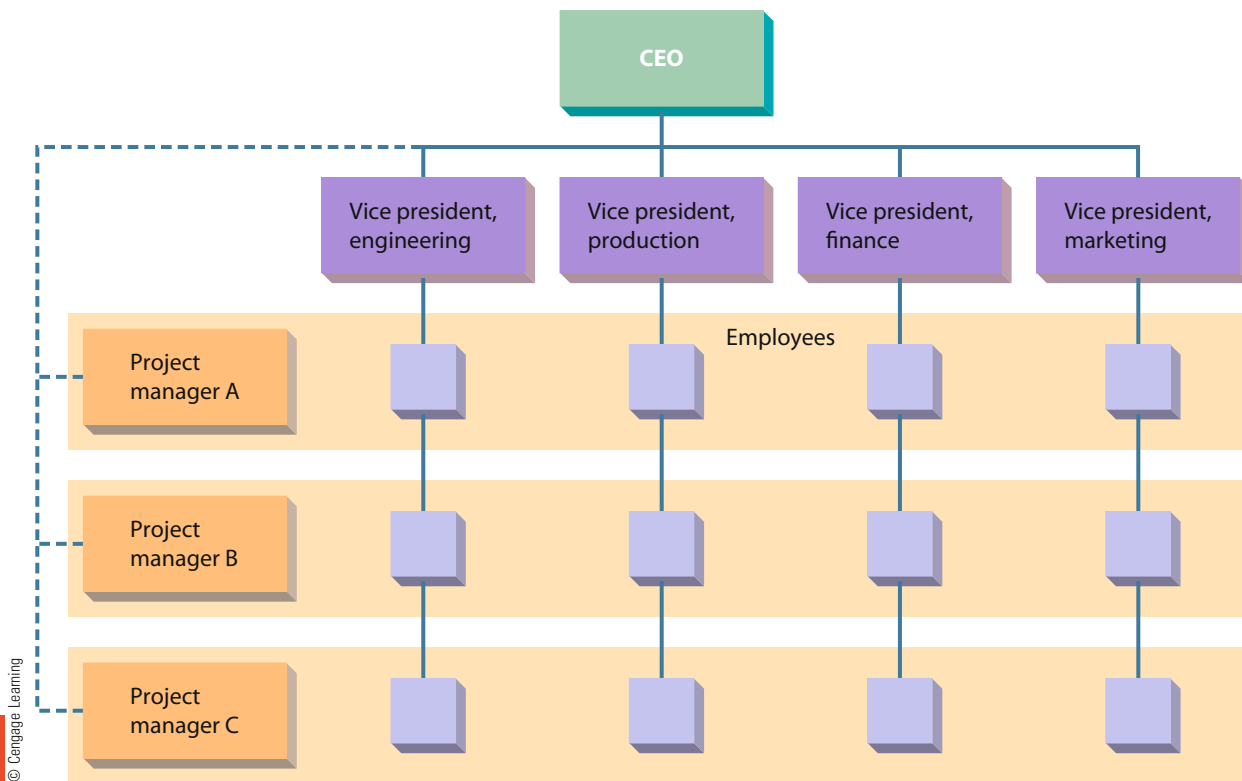 CEO
Vice president,
engineering
Vice president,
production
Vice president,
finance
Vice president,
marketing
Employees
Project
manager A
Project
manager B
Project
manager C
© Cengage Learning